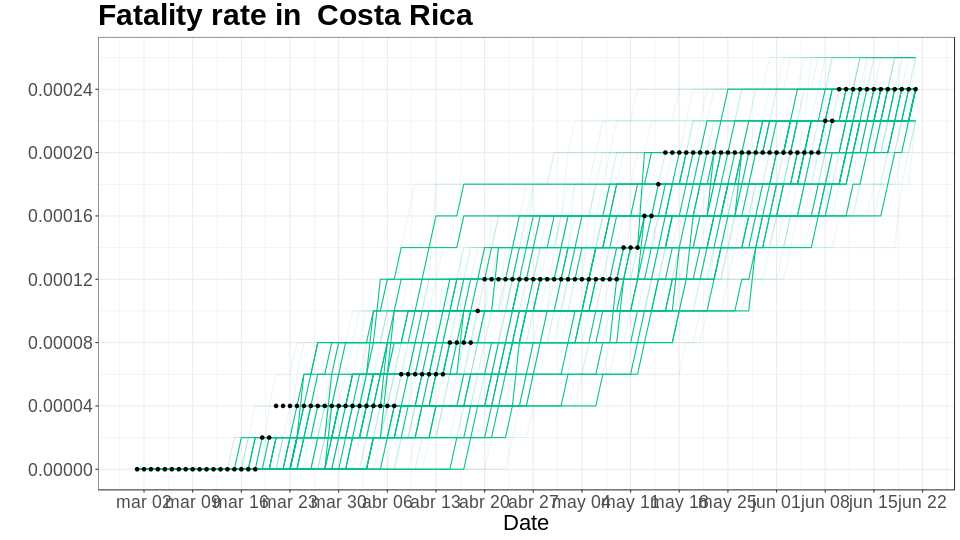 Fatality rate in  Costa Rica
0.00024
0.00020
0.00016
0.00012
0.00008
0.00004
0.00000
mar 02 mar 09 mar 16 mar 23 mar 30 abr 06 abr 13 abr 20 abr 27 may 04 may 11 may 18 may 25 jun 01 jun 08 jun 15 jun 22
Date